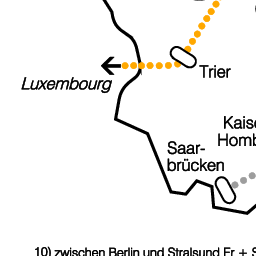 Luxembourg
Trier
Kaise
Homb
Saar-
brücken
10) zwischen Berlin und Stralsund Fr + S